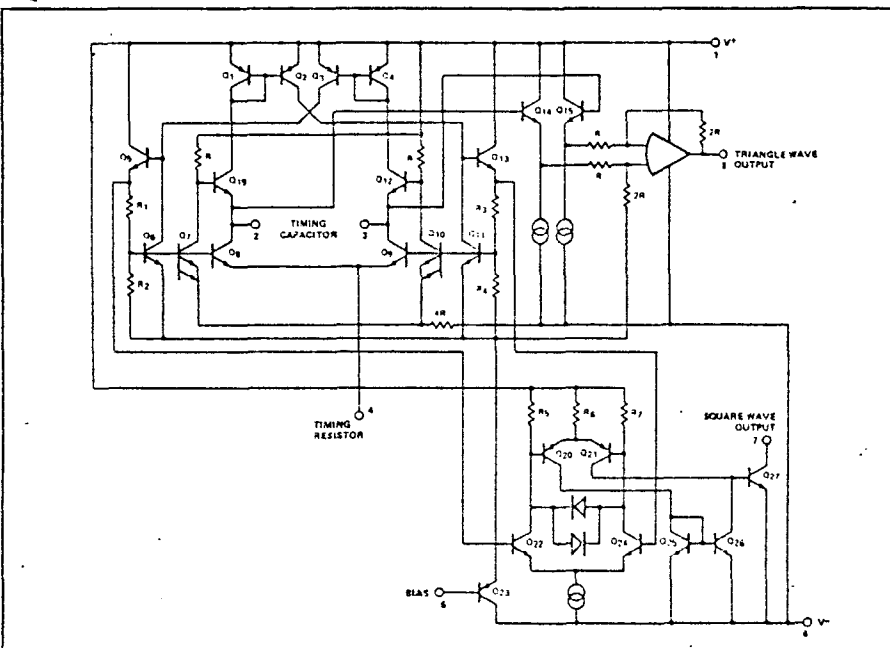 V+
1
Q1
Q2
Q3
Q4
Q14
Q15
R
2R
TRIANGLE WAVE
OUTPUT
8
R
2R
Q5
R
Q19
Q12
R
Q13
R1
R3
2
TIMING
CAPACITOR
3
Q6
Q7
Q8
Q9
Q10
Q11
R2
R4
4R
4
TIMING
RESISTOR
R5
R6
R7
SQUARE WAVE
OUTPUT
7
Q20
Q21
Q27
Q22
Q24
Q25
Q26
BIAS
5
Q23
V-
6